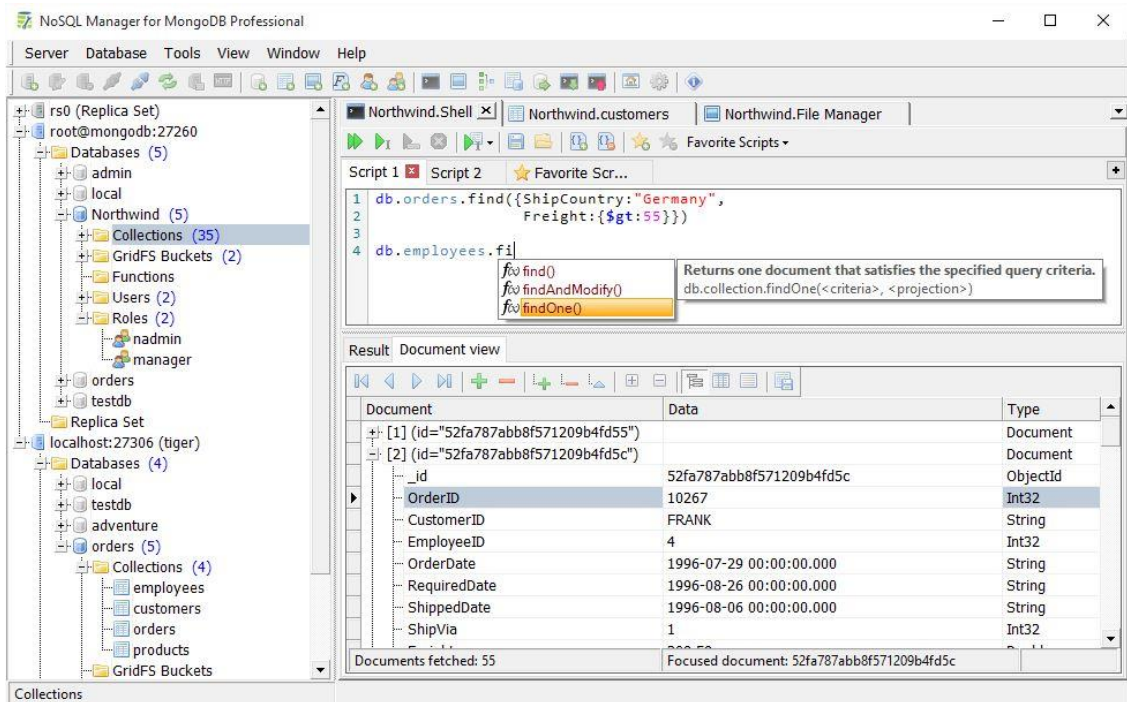 NoSQL Manager for MongoDB Professional
Server Database Tools View Window Help
rs0 (Replica Set)
root@mongodb:27260
Databases (5)
admin
local
Northwind (5)
Collections (35)
GridFS Buckets (2)
Functions
Users (2)
Roles (2)
nadmin
manager
orders
testdb
Replica Set
localhost:27306 (tiger)
Databases (4)
local
testdb
adventure
orders (5)
Collections (4)
employees
customers
orders
products
GridFS Buckets
Northwind.Shell Northwind.customers Northwind.File Manager
Favorite Scripts
Script 1 Script 2 Favorite Scr...
1 db.orders.find({ShipCountry:"Germany",
2 Freight:{$gt:55}})
3
4 db.employees.fi
f(x) find()
f(x) findAndModify()
f(x) findOne()
Returns one document that satisfies the specified query criteria.
db.collection.findOne(<criteria>, <projection>)
Result Document view
Document Data Type
[1] (id="52fa787abb8f571209b4fd55") Document
[2] (id="52fa787abb8f571209b4fd5c") Document
_id 52fa787abb8f571209b4fd5c ObjectId
OrderID 10267 Int32
CustomerID FRANK String
EmployeeID 4 Int32
OrderDate 1996-07-29 00:00:00.000 String
RequiredDate 1996-08-26 00:00:00.000 String
ShippedDate 1996-08-06 00:00:00.000 String
ShipVia 1 Int32
Documents fetched: 55 Focused document: 52fa787abb8f571209b4fd5c
Collections